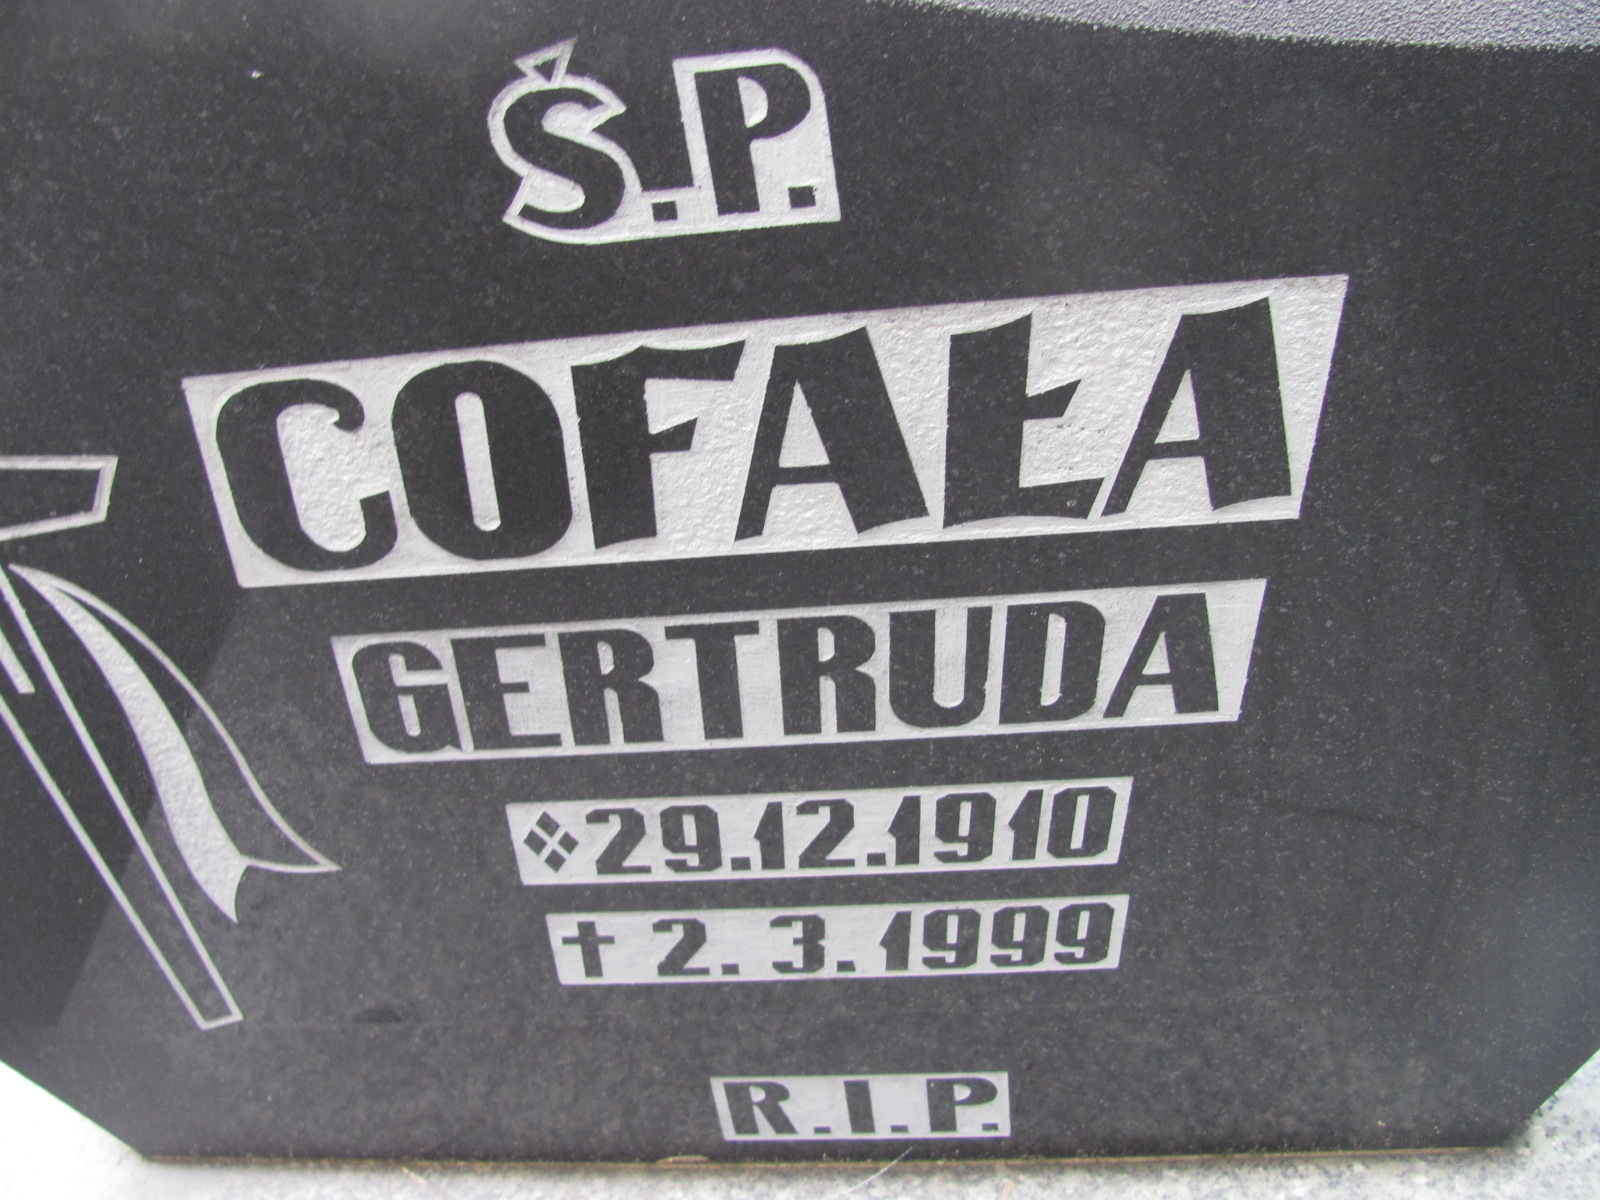 Ś.P.
COFAŁA
GERTRUDA
29.12.1910
† 2. 3. 1999
R.I.P.